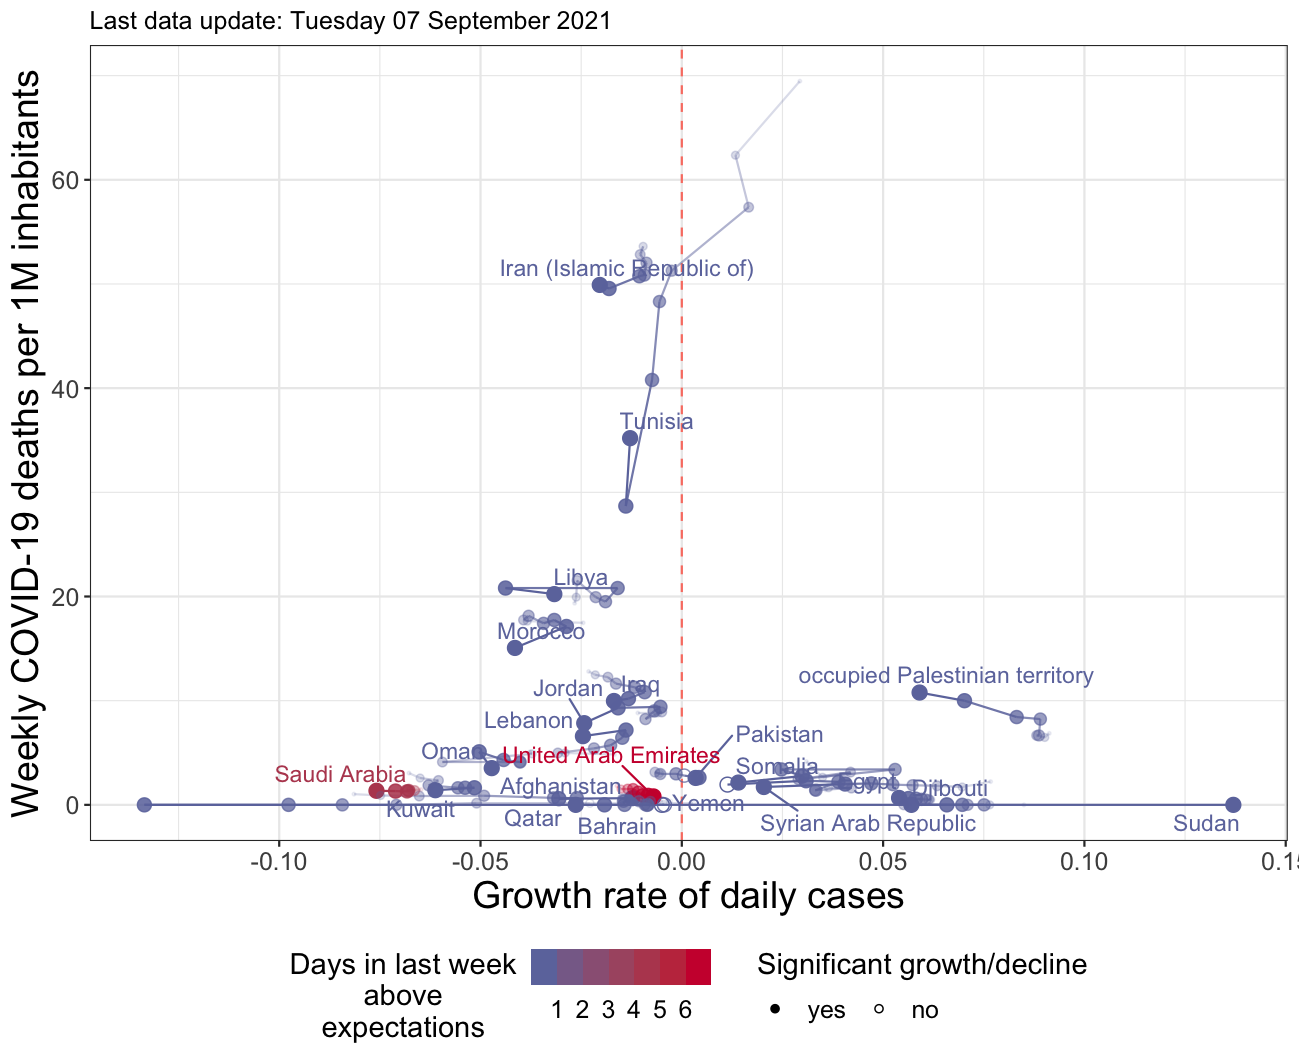 Last data update: Tuesday 07 September 2021
Weekly COVID-19 deaths per 1M inhabitants
60
40
20
0
Iran (Islamic Republic of)
Tunisia
Libya
Morocco
occupied Palestinian territory
Jordan
Iraq
Lebanon
Pakistan
Oman
United Arab Emirates
Somalia
Saudi Arabia
Afghanistan
Egypt
Djibouti
Kuwait
Yemen
Qatar
Bahrain
Syrian Arab Republic
Sudan
-0.10
-0.05
0.00
0.05
0.10
0.15
Growth rate of daily cases
Days in last week
above
expectations
1 2 3 4 5 6
Significant growth/decline
yes
no